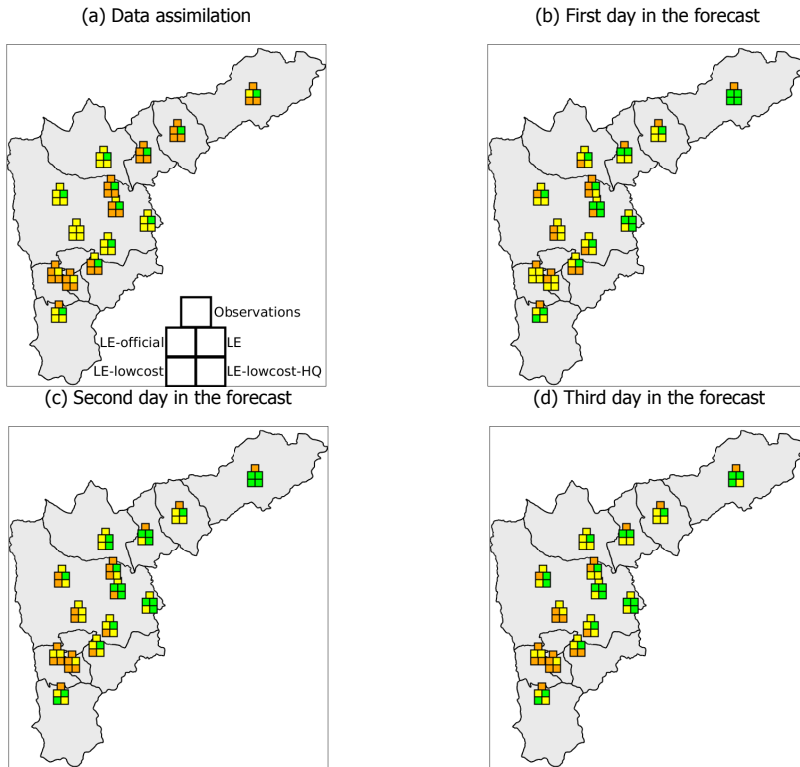 (a) Data assimilation
(b) First day in the forecast
Observations
LE-official
LE
LE-lowcost
LE-lowcost-HQ
(c) Second day in the forecast
(d) Third day in the forecast